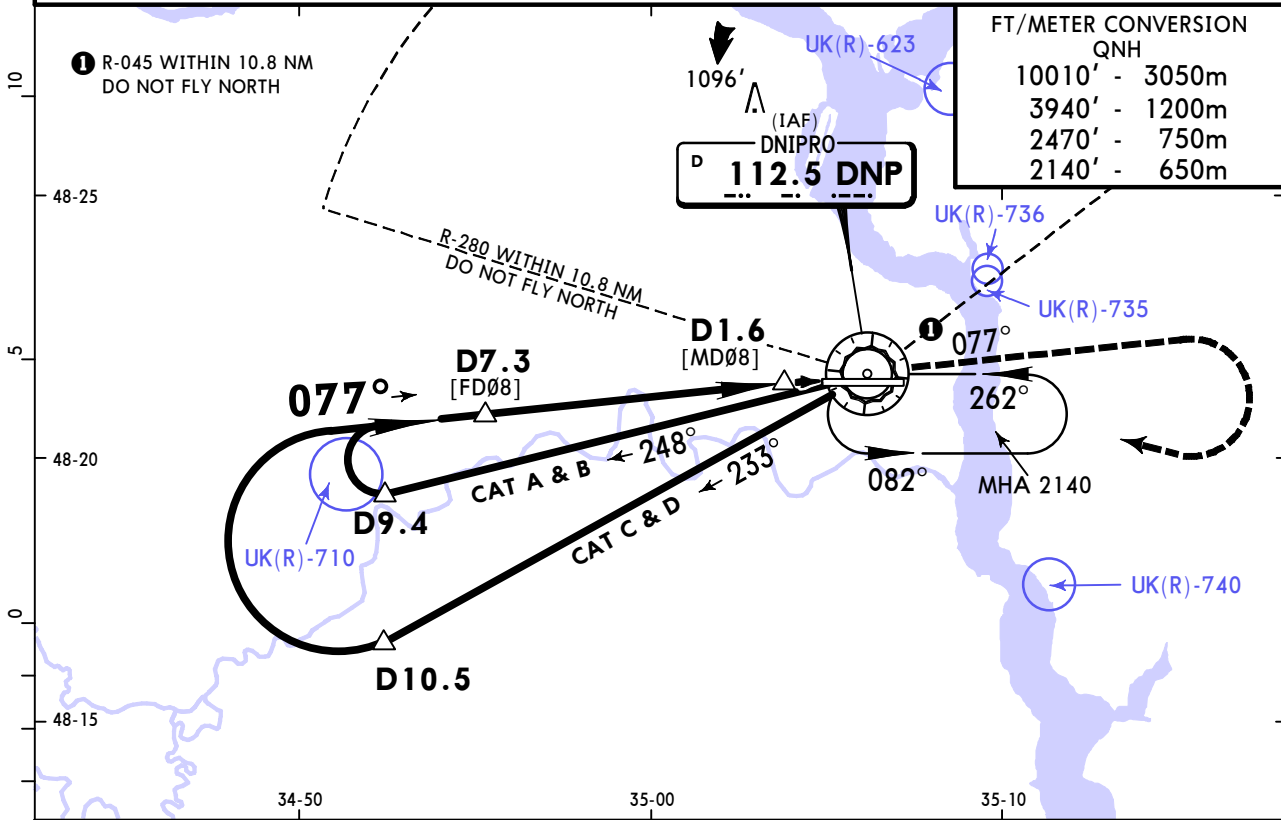 ❶ R-045 WITHIN 10.8 NM
DO NOT FLY NORTH
FT/METER CONVERSION
QNH
10010' - 3050m
3940' - 1200m
2470' - 750m
2140' - 650m
UK(R)-623
1096'
(IAF)
DNIPRO
D 112.5 DNP
10
48-25
R-280 WITHIN 10.8 NM
DO NOT FLY NORTH
UK(R)-736
UK(R)-735
D1.6
[MDØ8]
❶
077°
5
D7.3
[FDØ8]
077°
262°
48-20
CAT A & B
248°
233°
082°
MHA 2140
D9.4
CAT C & D
UK(R)-710
UK(R)-740
0
D10.5
48-15
34-50
35-00
35-10